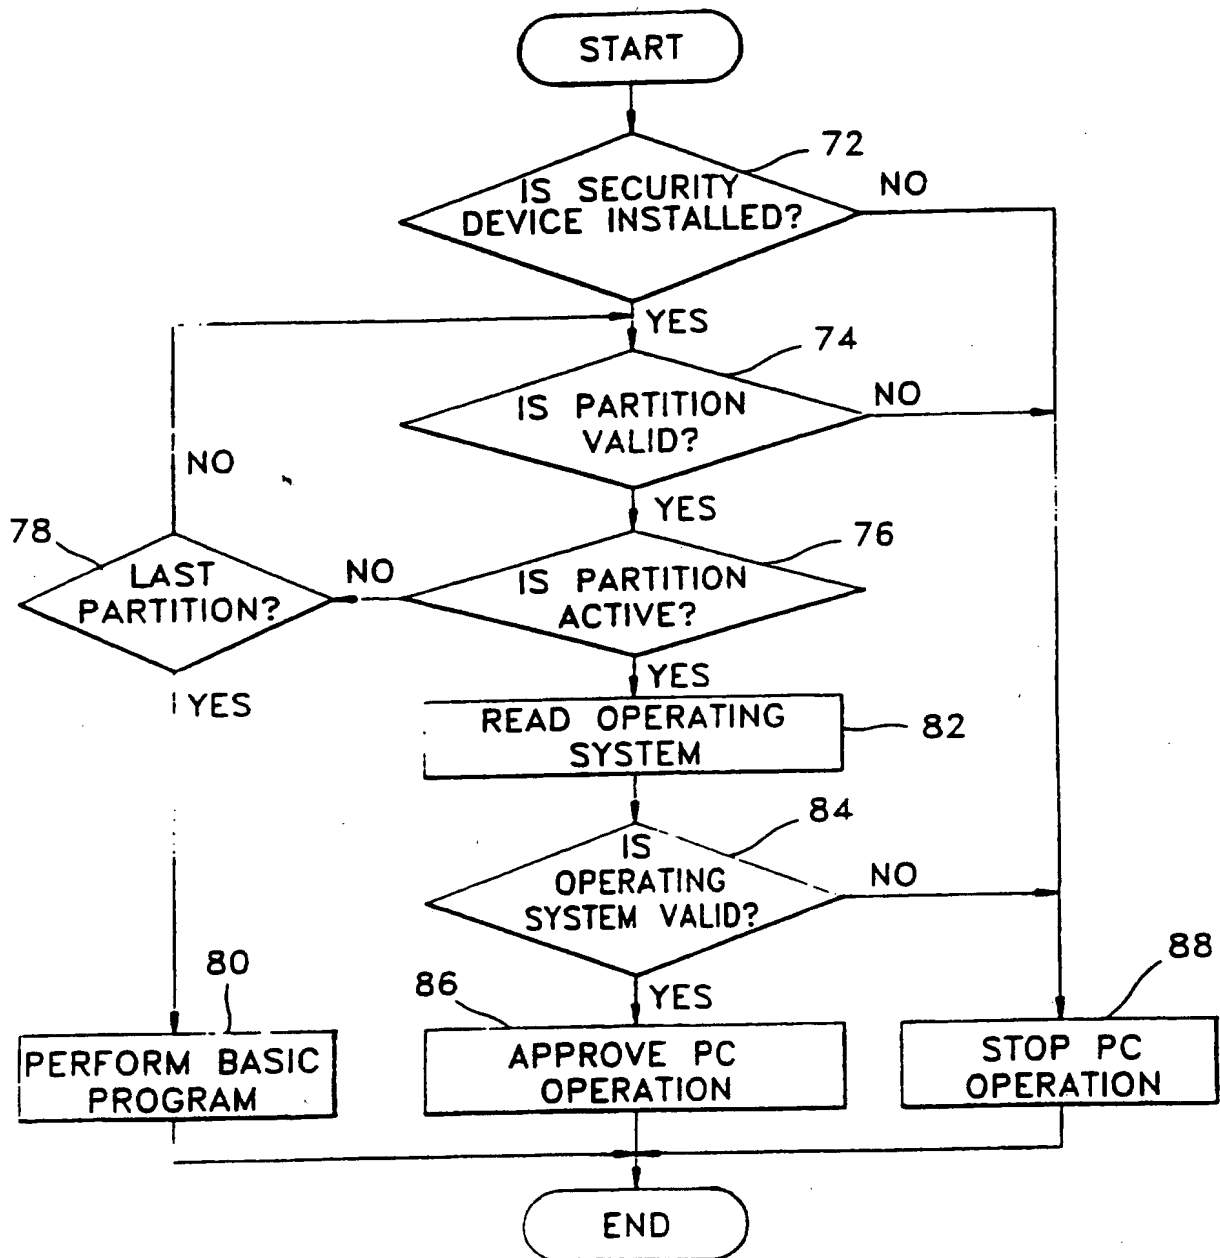 START
72
IS SECURITY
DEVICE INSTALLED?
NO
YES
74
IS PARTITION
VALID?
NO
NO
YES
78
76
LAST
PARTITION?
NO
IS PARTITION
ACTIVE?
YES
YES
READ OPERATING
SYSTEM
82
84
IS
OPERATING
SYSTEM VALID?
NO
80
86
YES
88
PERFORM BASIC
PROGRAM
APPROVE PC
OPERATION
STOP PC
OPERATION
END